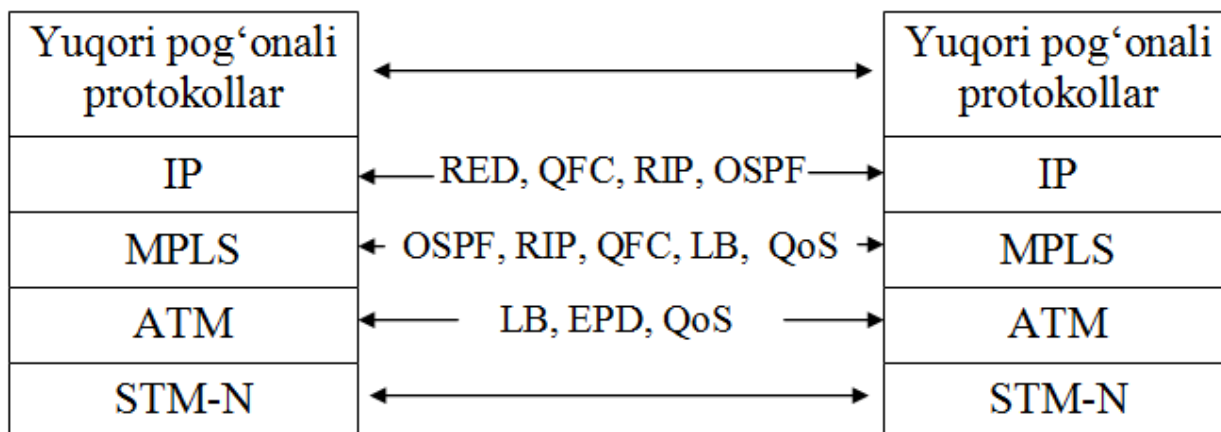 Yuqori pog‘onali
protokollar
Yuqori pog‘onali
protokollar
IP
RED, QFC, RIP, OSPF
IP
MPLS
OSPF, RIP, QFC, LB, QoS
MPLS
ATM
LB, EPD, QoS
ATM
STM-N
STM-N